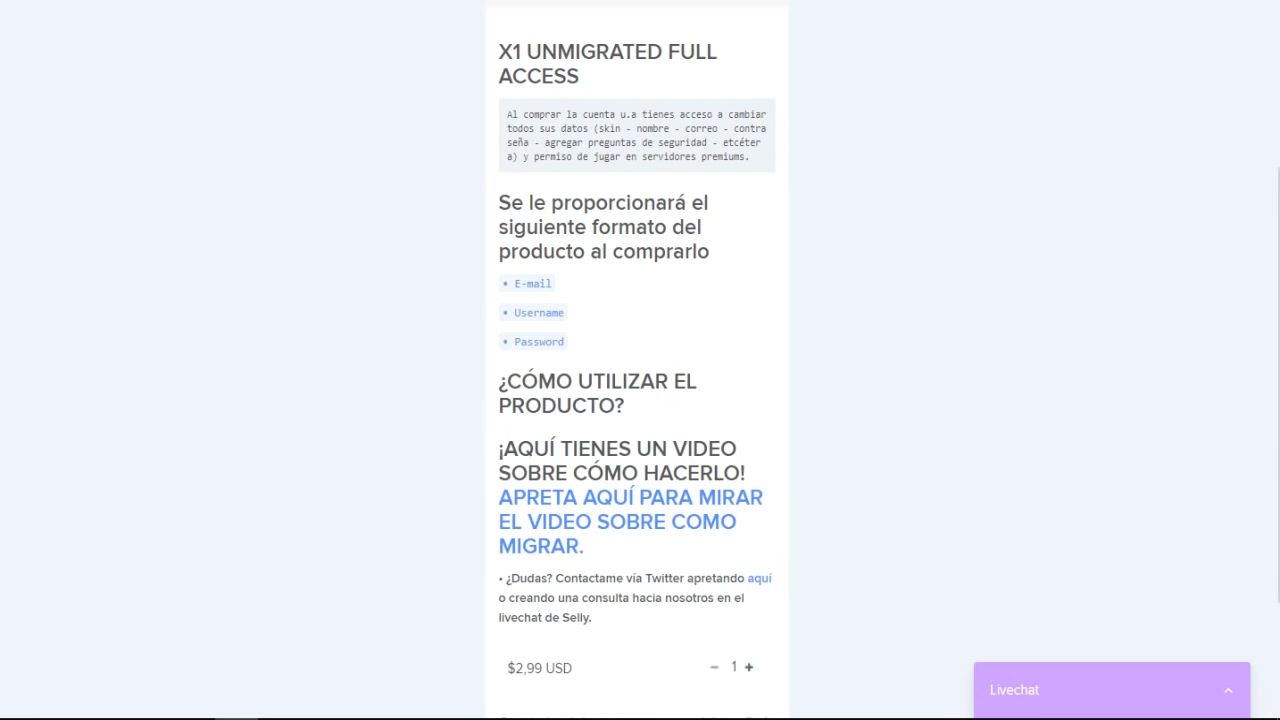 X1 UNMIGRATED FULL
ACCESS
Al comprar la cuenta u.a tienes acceso a cambiar
todos sus datos (skin - nombre - correo - contra
seña - agregar preguntas de seguridad - etcéter
a) y permiso de jugar en servidores premiums.
Se le proporcionará el
siguiente formato del
producto al comprarlo
• E-mail
• Username
• Password
¿CÓMO UTILIZAR EL
PRODUCTO?
¡AQUÍ TIENES UN VIDEO
SOBRE CÓMO HACERLO!
APRETA AQUÍ PARA MIRAR
EL VIDEO SOBRE COMO
MIGRAR.
• ¿Dudas? Contactame vía Twitter apretando aquí
o creando una consulta hacia nosotros en el
livechat de Selly.
$2,99 USD
− 1 +
Livechat